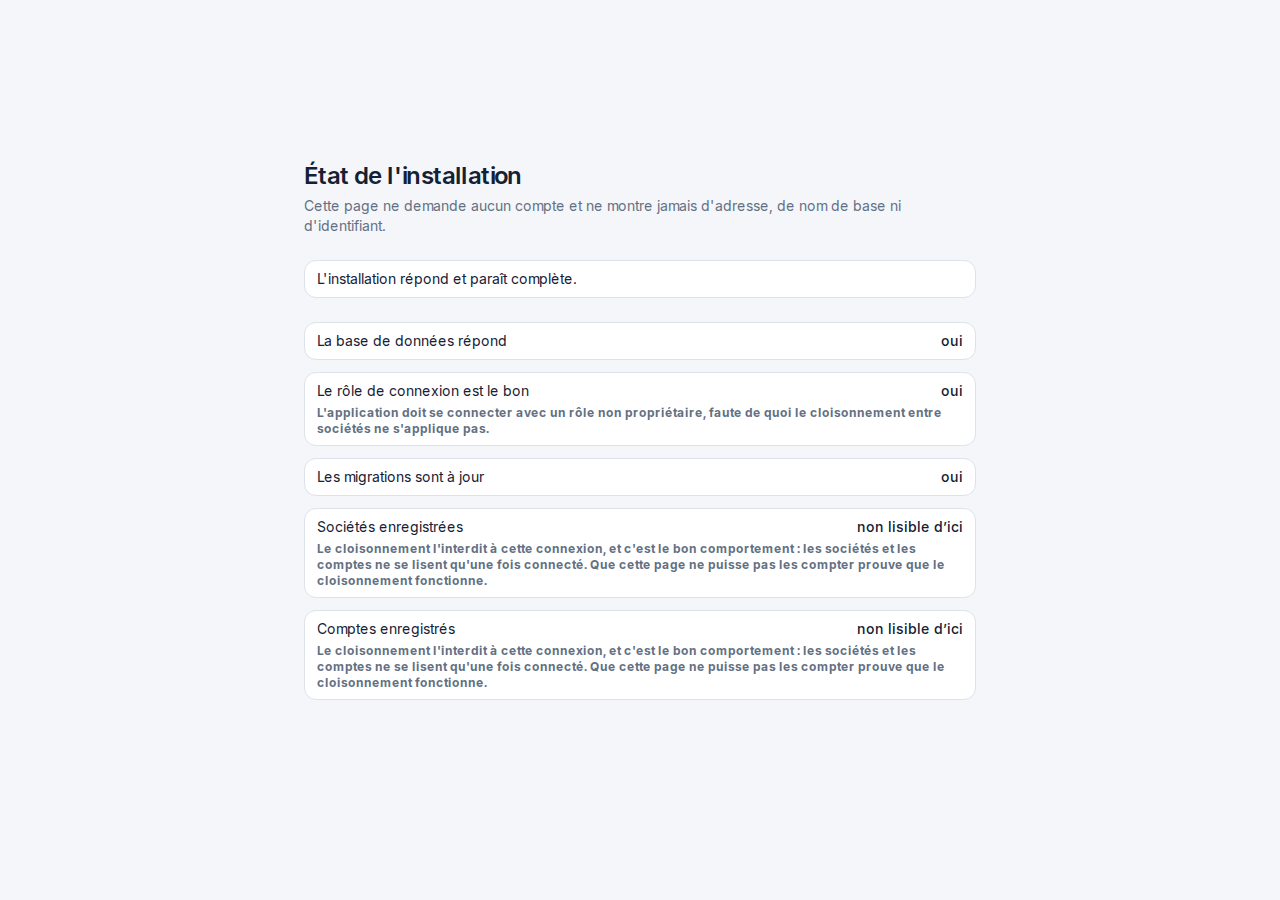 État de l'installation
Cette page ne demande aucun compte et ne montre jamais d'adresse, de nom de base ni
d'identifiant.
L'installation répond et paraît complète.
La base de données répond oui
Le rôle de connexion est le bon oui
L'application doit se connecter avec un rôle non propriétaire, faute de quoi le cloisonnement entre
sociétés ne s'applique pas.
Les migrations sont à jour oui
Sociétés enregistrées non lisible d’ici
Le cloisonnement l'interdit à cette connexion, et c'est le bon comportement : les sociétés et les
comptes ne se lisent qu'une fois connecté. Que cette page ne puisse pas les compter prouve que le
cloisonnement fonctionne.
Comptes enregistrés non lisible d’ici
Le cloisonnement l'interdit à cette connexion, et c'est le bon comportement : les sociétés et les
comptes ne se lisent qu'une fois connecté. Que cette page ne puisse pas les compter prouve que le
cloisonnement fonctionne.